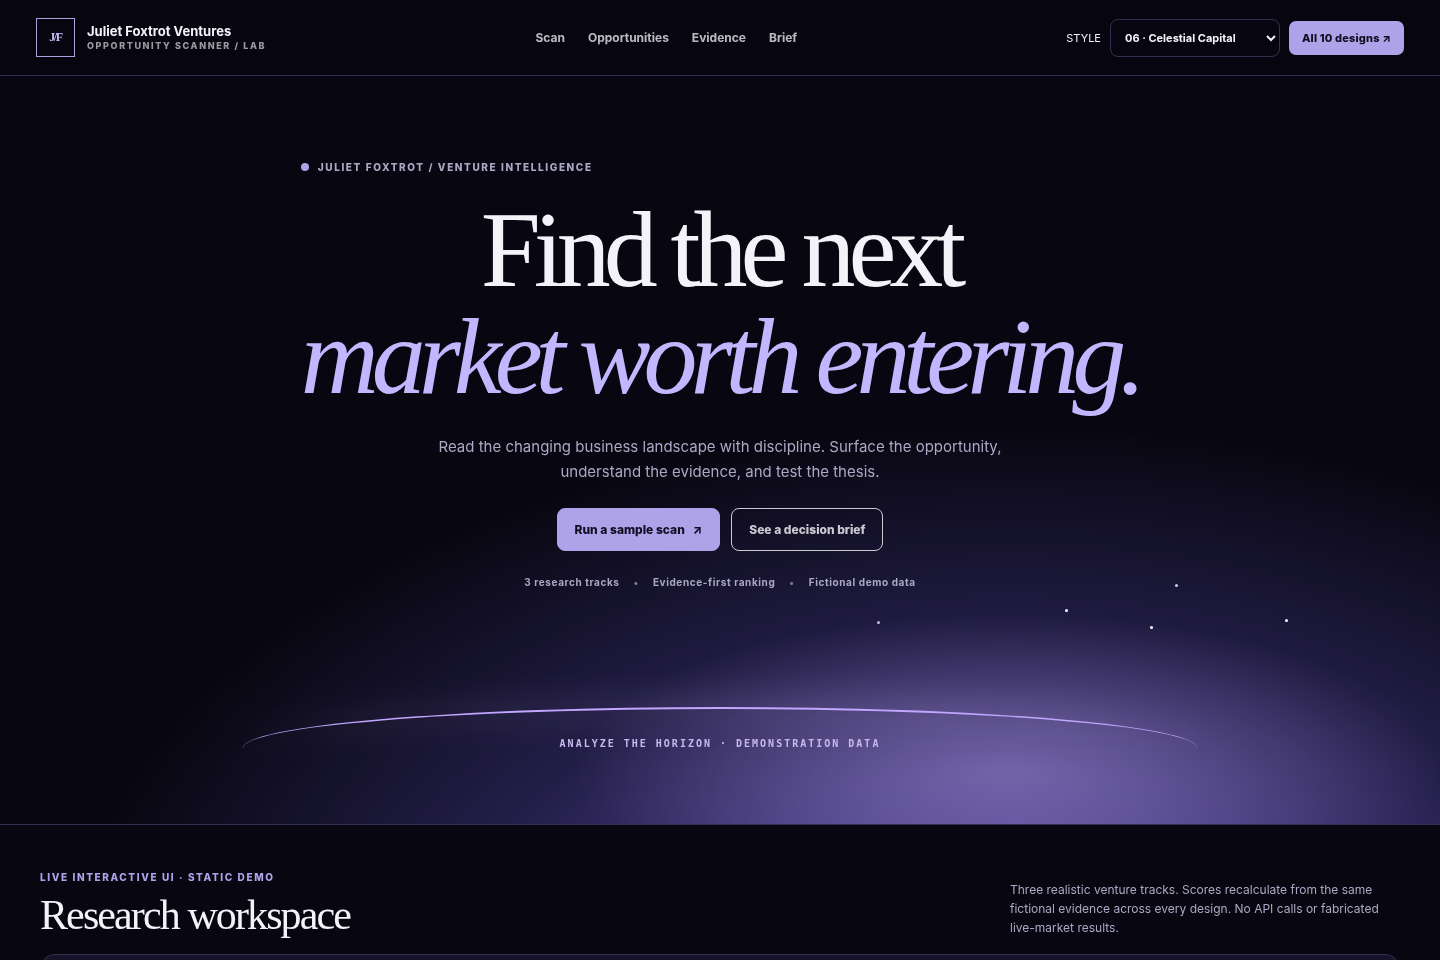 J/F
Juliet Foxtrot Ventures
OPPORTUNITY SCANNER / LAB
Scan
Opportunities
Evidence
Brief
STYLE
06 · Celestial Capital
All 10 designs ↗
JULIET FOXTROT / VENTURE INTELLIGENCE
Find the next
market worth entering.
Read the changing business landscape with discipline. Surface the opportunity,
understand the evidence, and test the thesis.
Run a sample scan ↗
See a decision brief
3 research tracks • Evidence-first ranking • Fictional demo data
ANALYZE THE HORIZON · DEMONSTRATION DATA
LIVE INTERACTIVE UI · STATIC DEMO
Research workspace
Three realistic venture tracks. Scores recalculate from the same
fictional evidence across every design. No API calls or fabricated
live-market results.